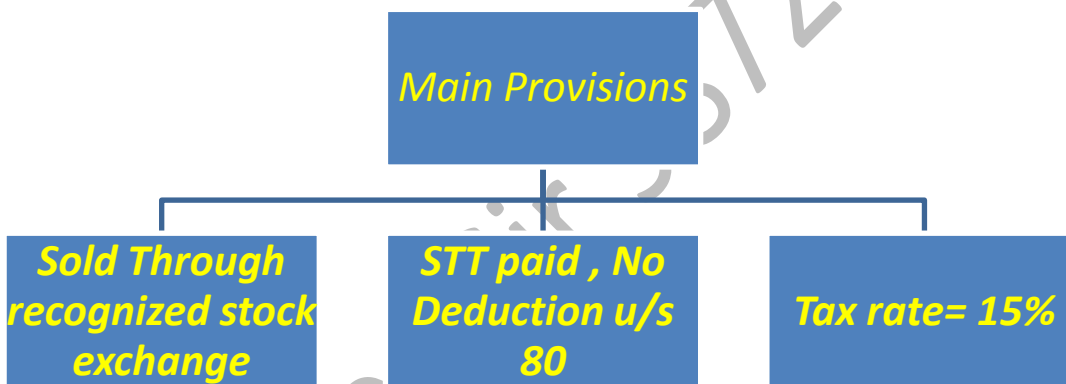 Main Provisions
Sold Through
recognized stock
exchange
STT paid , No
Deduction u/s
80
Tax rate= 15%